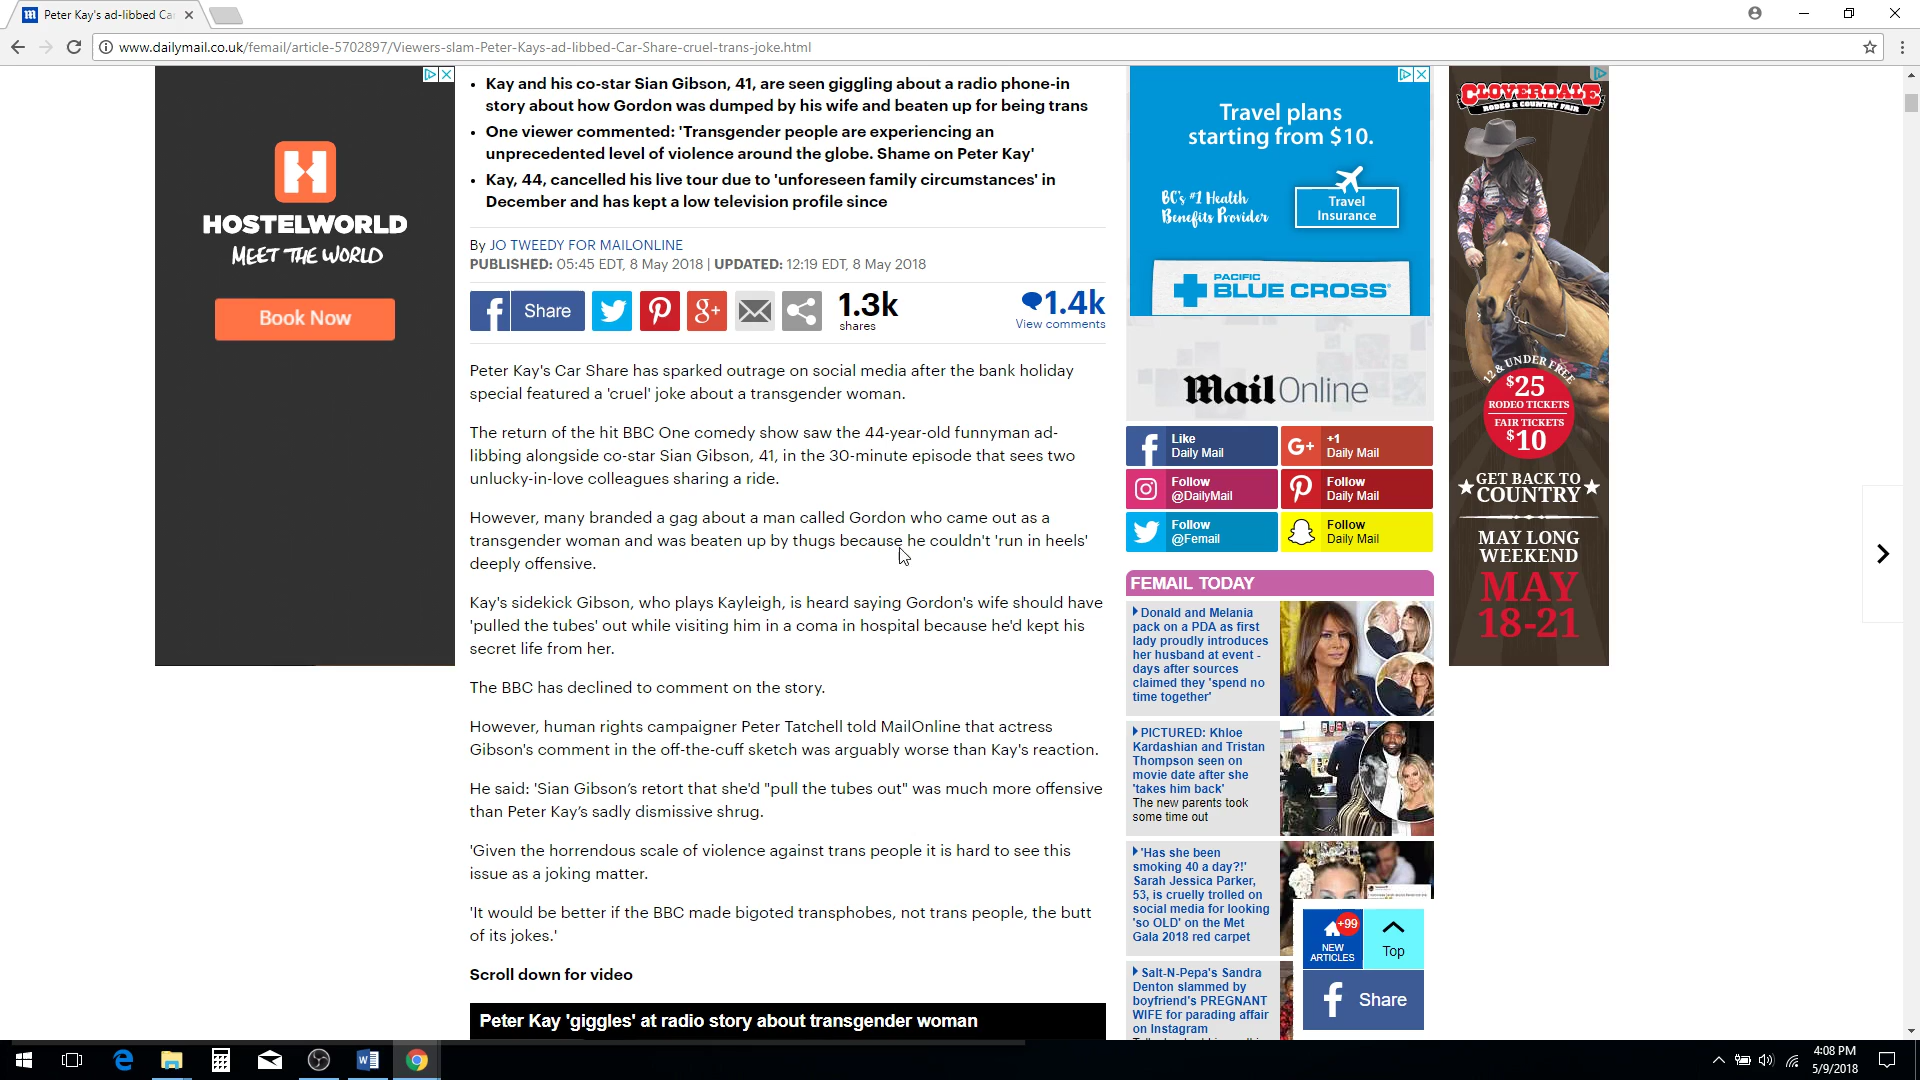 Peter Kay's ad-libbed Ca
www.dailymail.co.uk/femail/article-5702897/Viewers-slam-Peter-Kays-ad-libbed-Car-Share-cruel-trans-joke.html
HOSTELWORLD
MEET THE WORLD
Book Now
• Kay and his co-star Sian Gibson, 41, are seen giggling about a radio phone-in
story about how Gordon was dumped by his wife and beaten up for being trans
• One viewer commented: 'Transgender people are experiencing an
unprecedented level of violence around the globe. Shame on Peter Kay'
• Kay, 44, cancelled his live tour due to 'unforeseen family circumstances' in
December and has kept a low television profile since
By JO TWEEDY FOR MAILONLINE
PUBLISHED: 05:45 EDT, 8 May 2018 | UPDATED: 12:19 EDT, 8 May 2018
Share
1.3k
shares
1.4k
View comments
Peter Kay's Car Share has sparked outrage on social media after the bank holiday
special featured a 'cruel' joke about a transgender woman.
The return of the hit BBC One comedy show saw the 44-year-old funnyman ad-
libbing alongside co-star Sian Gibson, 41, in the 30-minute episode that sees two
unlucky-in-love colleagues sharing a ride.
However, many branded a gag about a man called Gordon who came out as a
transgender woman and was beaten up by thugs because he couldn't 'run in heels'
deeply offensive.
Kay's sidekick Gibson, who plays Kayleigh, is heard saying Gordon's wife should have
'pulled the tubes' out while visiting him in a coma in hospital because he'd kept his
secret life from her.
The BBC has declined to comment on the story.
However, human rights campaigner Peter Tatchell told MailOnline that actress
Gibson's comment in the off-the-cuff sketch was arguably worse than Kay's reaction.
He said: 'Sian Gibson’s retort that she'd "pull the tubes out" was much more offensive
than Peter Kay’s sadly dismissive shrug.
'Given the horrendous scale of violence against trans people it is hard to see this
issue as a joking matter.
'It would be better if the BBC made bigoted transphobes, not trans people, the butt
of its jokes.'
Scroll down for video
Peter Kay 'giggles' at radio story about transgender woman
Travel plans
starting from $10.
BC's #1 Health
Benefits Provider
Travel
Insurance
PACIFIC
BLUE CROSS®
Mail Online
Like
Daily Mail
G+
+1
Daily Mail
Follow
@DailyMail
Follow
Daily Mail
Follow
@Femail
Follow
Daily Mail
FEMAIL TODAY
Donald and Melania
pack on a PDA as first
lady proudly introduces
her husband at event -
days after sources
claimed they 'spend no
time together'
PICTURED: Khloe
Kardashian and Tristan
Thompson seen on
movie date after she
'takes him back'
The new parents took
some time out
'Has she been
smoking 40 a day?!'
Sarah Jessica Parker,
53, is cruelly trolled on
social media for looking
'so OLD' on the Met
Gala 2018 red carpet
Salt-N-Pepa's Sandra
Denton slammed by
boyfriend's PREGNANT
WIFE for parading affair
on Instagram
+99
NEW
ARTICLES
Top
Share
CLOVERDALE
RODEO & COUNTRY FAIR
12 & UNDER FREE
$25
RODEO TICKETS
FAIR TICKETS
$10
GET BACK TO
COUNTRY
MAY LONG
WEEKEND
MAY
18-21
4:08 PM
5/9/2018